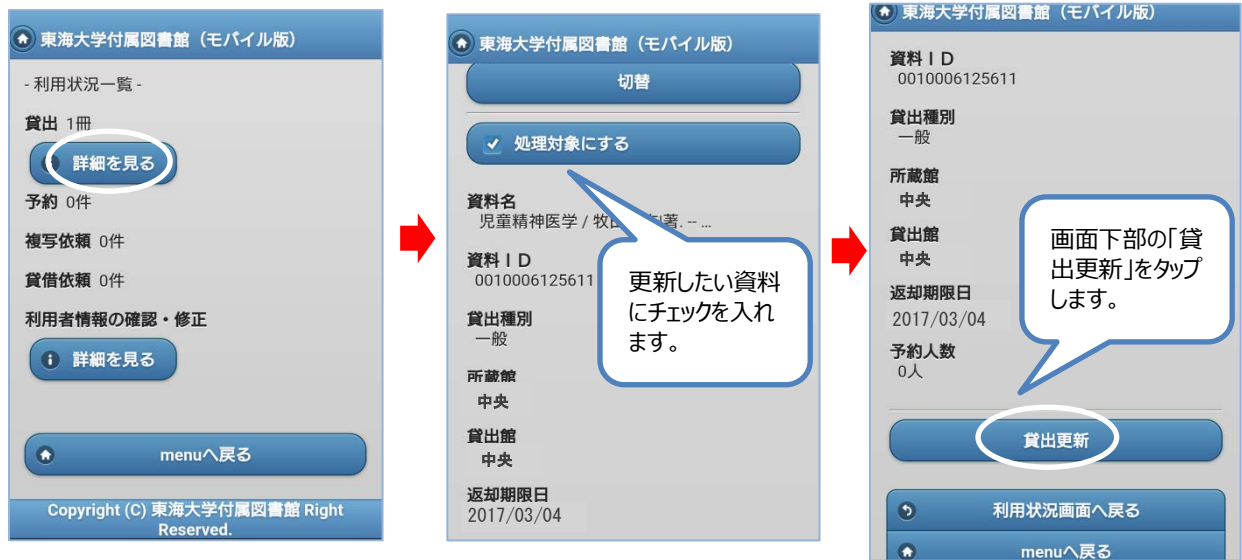 東海大学付属図書館（モバイル版）
- 利用状況一覧 -
貸出 1冊
詳細を見る
予約 0件
複写依頼 0件
貸借依頼 0件
利用者情報の確認・修正
詳細を見る
menuへ戻る
Copyright (C) 東海大学付属図書館 Right
Reserved.
東海大学付属図書館（モバイル版）
切替
処理対象にする
資料名
児童精神医学 / 牧 著. -- ...
資料ＩＤ
0010006125611
貸出種別
一般
所蔵館
中央
貸出館
中央
返却期限日
2017/03/04
更新したい資料
にチェックを入れ
ます。
東海大学付属図書館（モバイル版）
資料ＩＤ
0010006125611
貸出種別
一般
所蔵館
中央
貸出館
中央
返却期限日
2017/03/04
予約人数
0人
画面下部の「貸
出更新」をタップ
します。
貸出更新
利用状況画面へ戻る
menuへ戻る